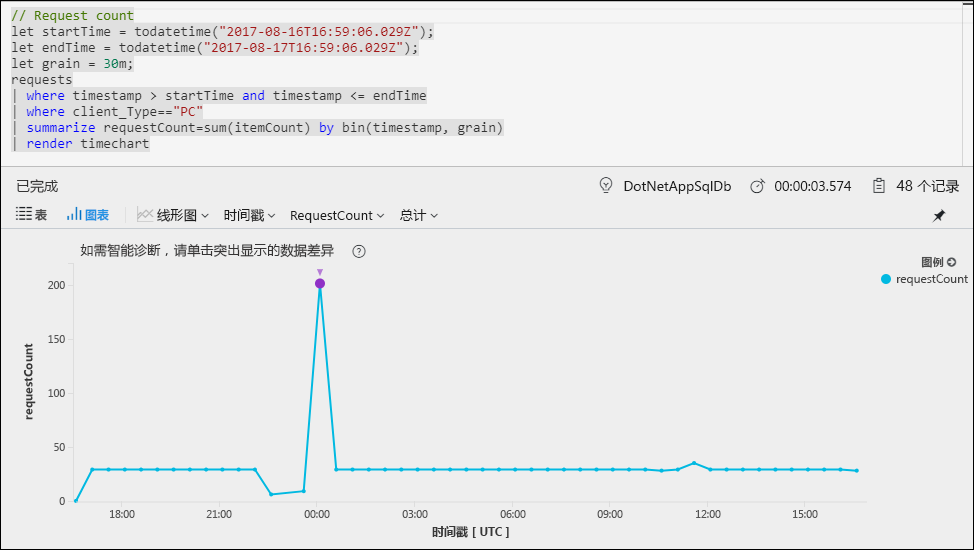 // Request count
let startTime = todatetime("2017-08-16T16:59:06.029Z");
let endTime = todatetime("2017-08-17T16:59:06.029Z");
let grain = 30m;
requests
| where timestamp > startTime and timestamp <= endTime
| where client_Type=="PC"
| summarize requestCount=sum(itemCount) by bin(timestamp, grain)
| render timechart
已完成 DotNetAppSqlDb 00:00:03.574 48 个记录
表 图表 线形图 时间戳 RequestCount 总计
如需智能诊断，请单击突出显示的数据差异 ?
图例
requestCount
200
150
100
50
0
requestCount
18:00 21:00 00:00 03:00 06:00 09:00 12:00 15:00
时间戳 [ UTC ]